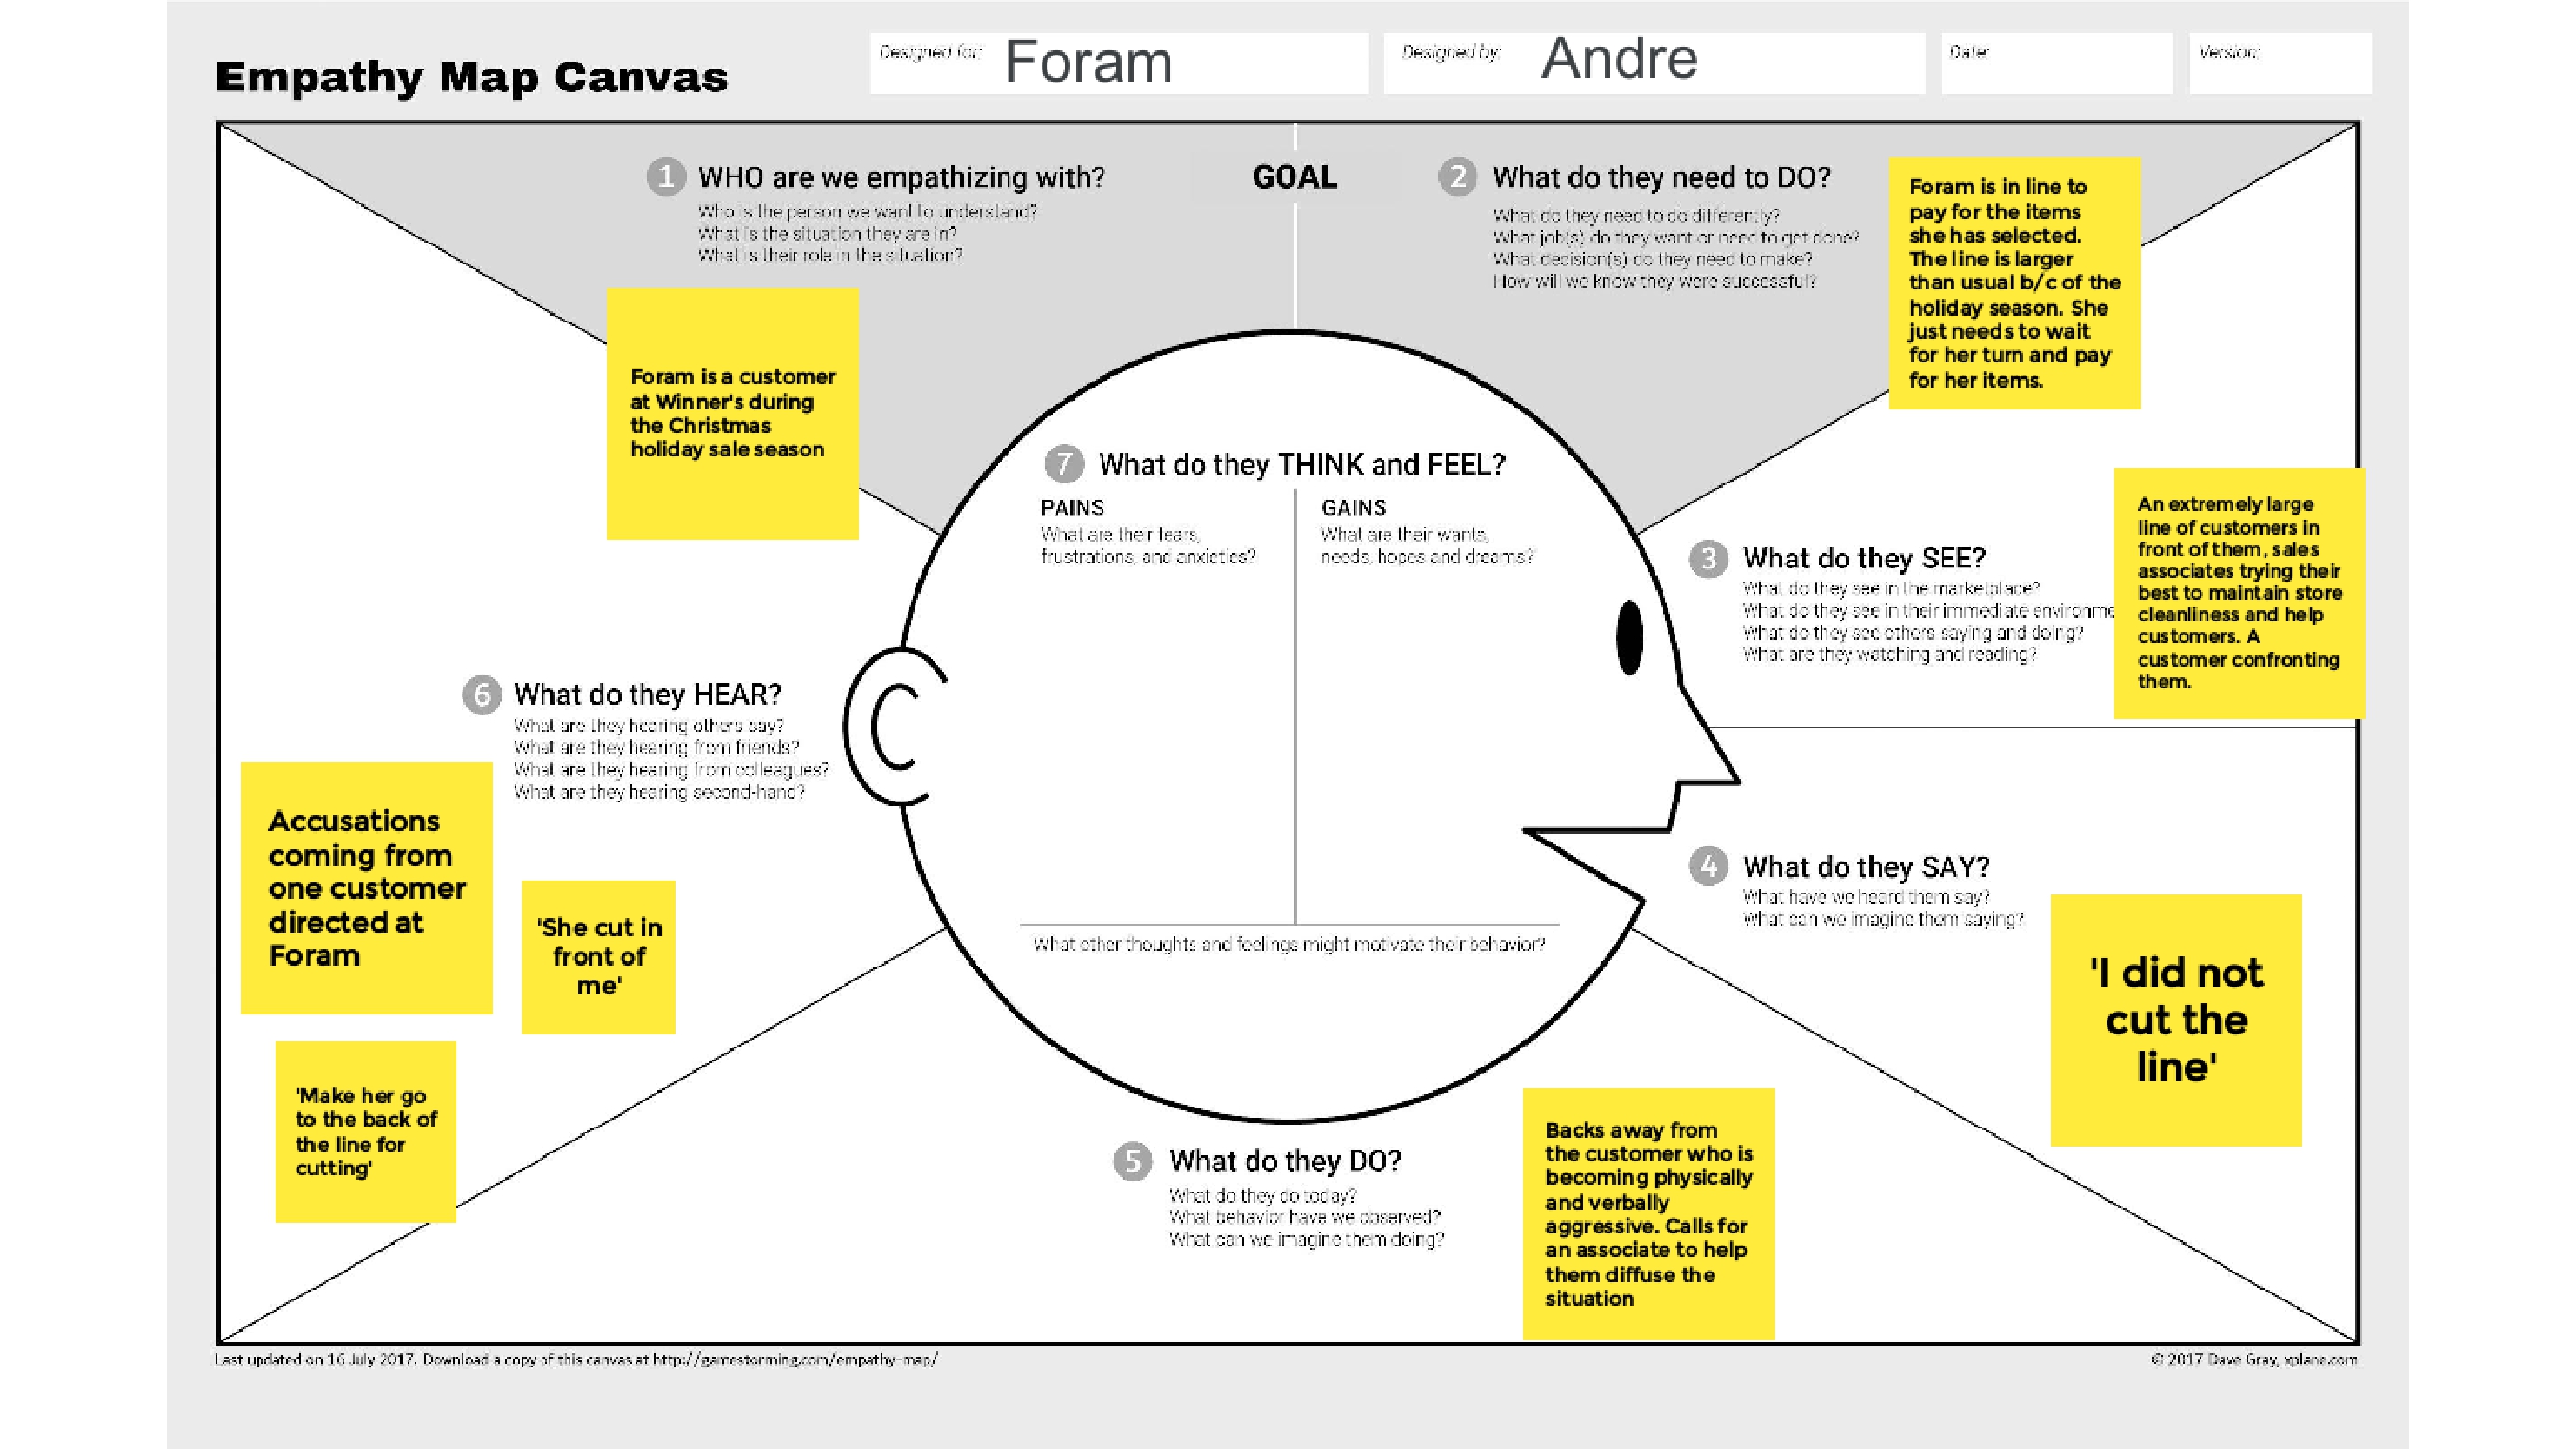 Empathy Map Canvas
Designed for:
Foram
Designed by:
Andre
Date:
Version:
1 WHO are we empathizing with?
Who is the person we want to understand?
What is the situation they are in?
What is their role in the situation?
Foram is a customer
at Winner's during
the Christmas
holiday sale season
GOAL
2 What do they need to DO?
What do they need to do differently?
What job(s) do they want or need to get done?
What decision(s) do they need to make?
How will we know they were successful?
Foram is in line to
pay for the items
she has selected.
The line is larger
than usual b/c of the
holiday season. She
just needs to wait
for her turn and pay
for her items.
3 What do they SEE?
What do they see in the marketplace?
What do they see in their immediate environme
What do they see others saying and doing?
What are they watching and reading?
An extremely large
line of customers in
front of them, sales
associates trying their
best to maintain store
cleanliness and help
customers. A
customer confronting
them.
4 What do they SAY?
What have we heard them say?
What can we imagine them saying?
'I did not
cut the
line'
5 What do they DO?
What do they do today?
What behavior have we observed?
What can we imagine them doing?
Backs away from
the customer who is
becoming physically
and verbally
aggressive. Calls for
an associate to help
them diffuse the
situation
6 What do they HEAR?
What are they hearing others say?
What are they hearing from friends?
What are they hearing from colleagues?
What are they hearing second-hand?
Accusations
coming from
one customer
directed at
Foram
'She cut in
front of
me'
'Make her go
to the back of
the line for
cutting'
7 What do they THINK and FEEL?
PAINS
What are their fears,
frustrations, and anxieties?
GAINS
What are their wants,
needs, hopes and dreams?
What other thoughts and feelings might motivate their behavior?
Last updated on 16 July 2017. Download a copy of this canvas at http://gamestorming.com/empathy-map/
© 2017 Dave Gray, xplane.com